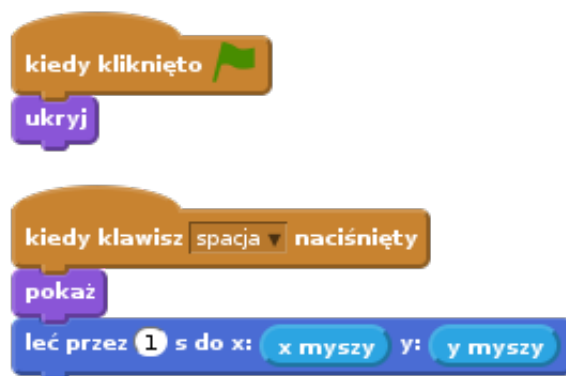 kiedy kliknięto
ukryj
kiedy klawisz spacja naciśnięty
pokaż
leć przez 1 s do x: x myszy y: y myszy